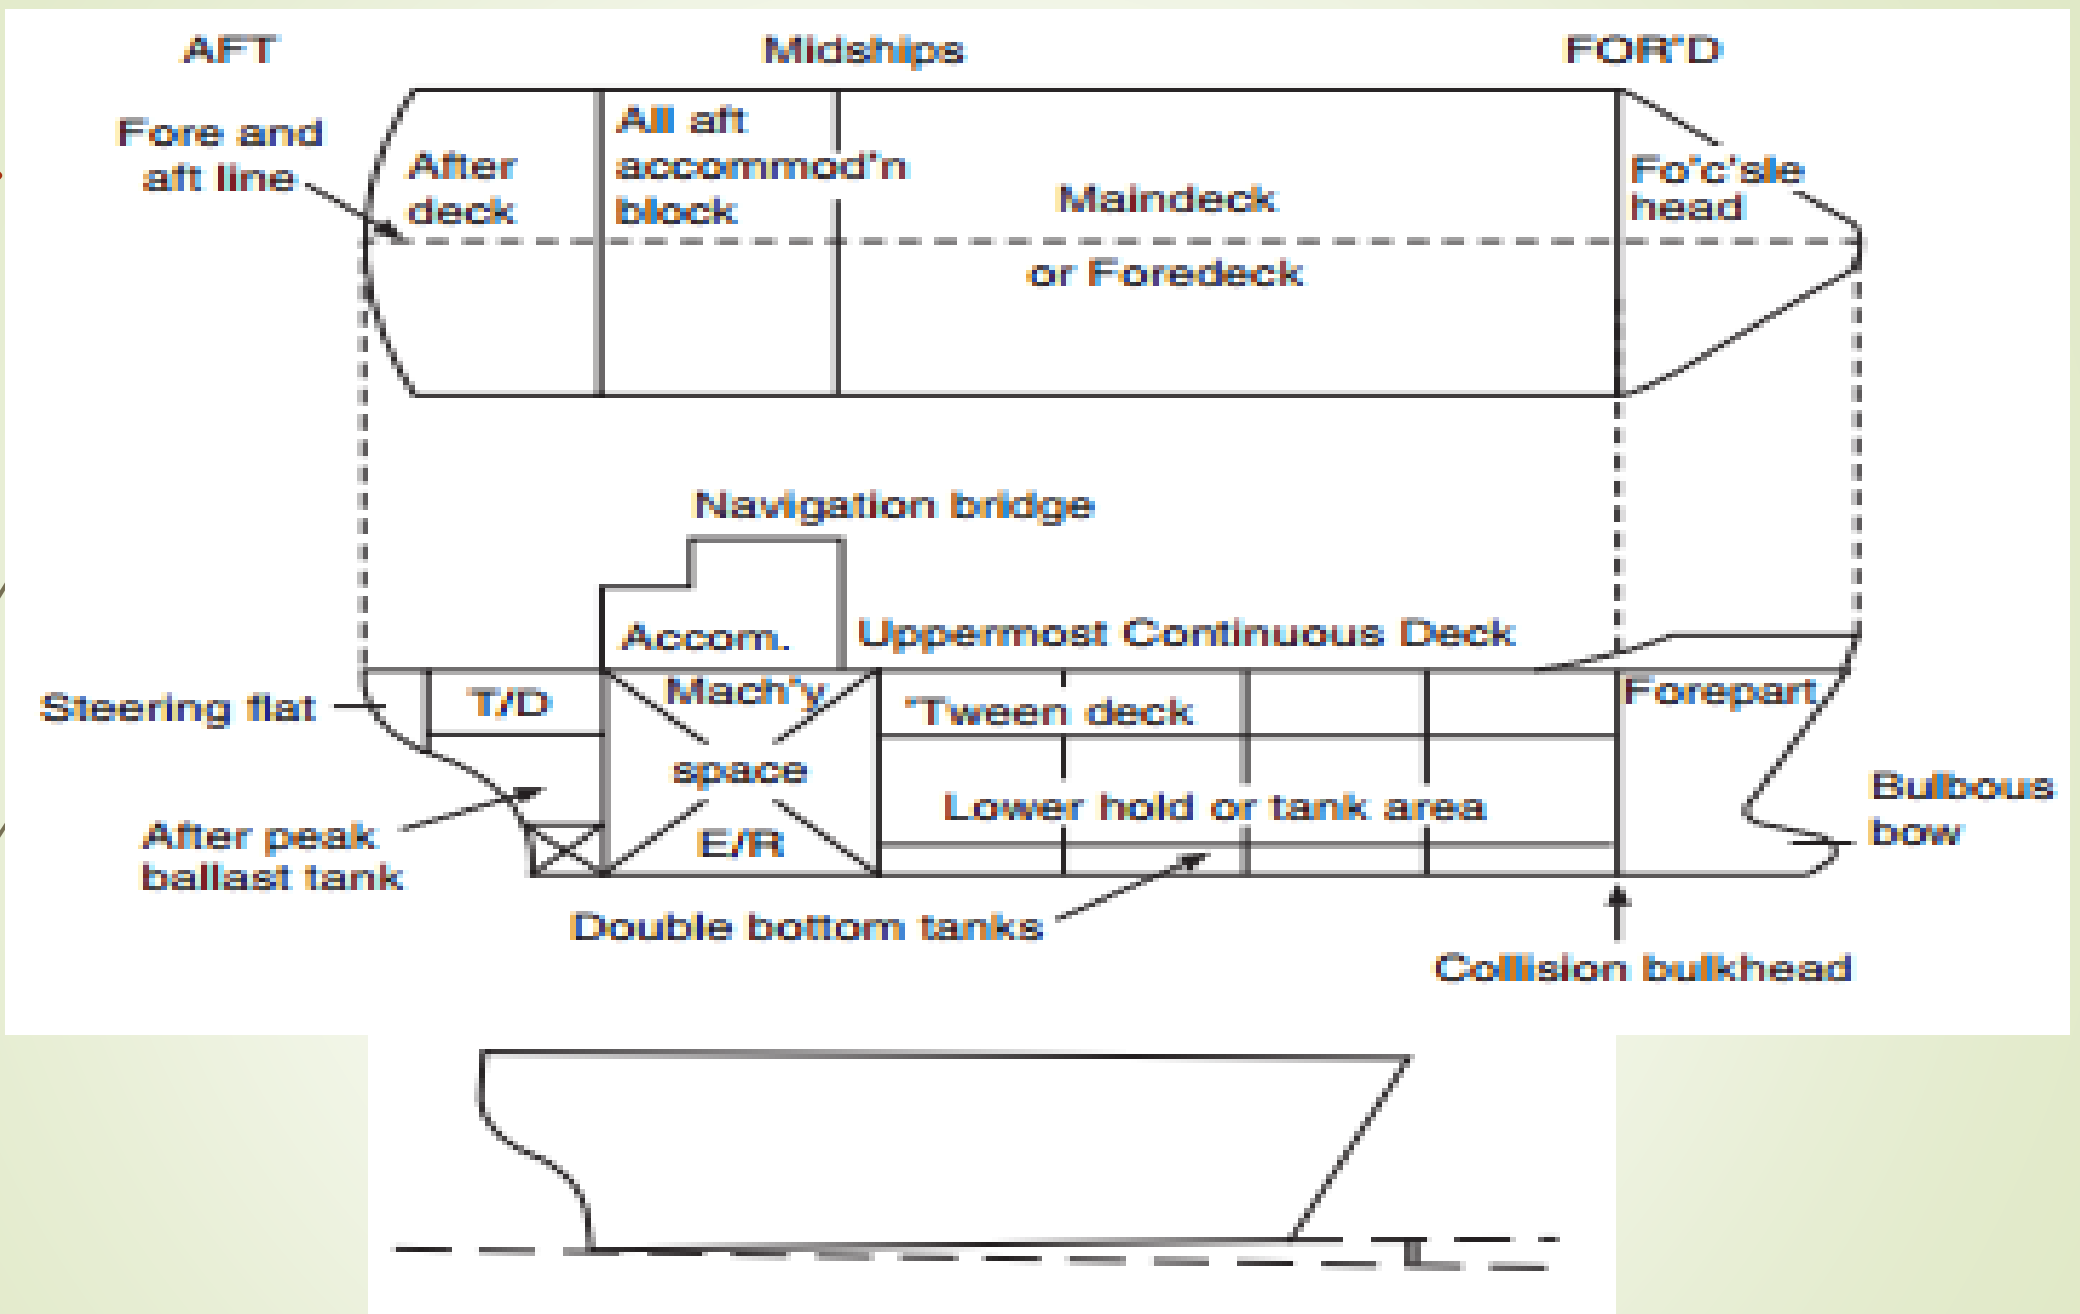 AFT
Midships
FOR'D
Fore and
aft line
After
deck
All aft
accommod'n
block
Maindeck
or Foredeck
Fo'c'sle
head
Navigation bridge
Accom.
Uppermost Continuous Deck
Steering flat
T/D
Mach'y
space
E/R
'Tween deck
Forepart
Lower hold or tank area
Bulbous
bow
After peak
ballast tank
Double bottom tanks
Collision bulkhead